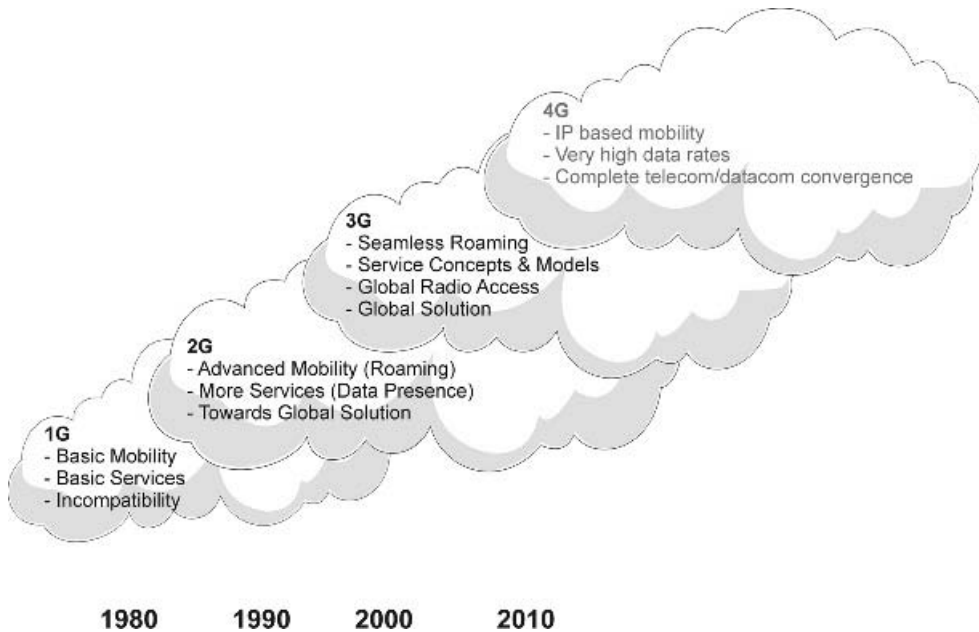 4G
- IP based mobility
- Very high data rates
- Complete telecom/datacom convergence
3G
- Seamless Roaming
- Service Concepts & Models
- Global Radio Access
- Global Solution
2G
- Advanced Mobility (Roaming)
- More Services (Data Presence)
- Towards Global Solution
1G
- Basic Mobility
- Basic Services
- Incompatibility
1980 1990 2000 2010